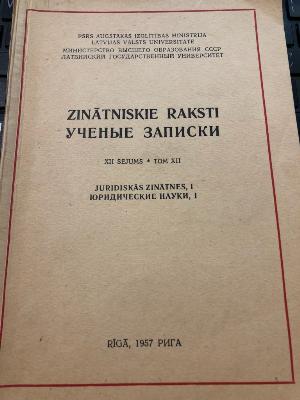 PSRS AUGSTĀKĀS IZGLĪTĪBAS MINISTRIJA
LATVIJAS VALSTS UNIVERSITĀTE
МИНИСТЕРСТВО ВЫСШЕГО ОБРАЗОВАНИЯ СССР
ЛАТВИЙСКИЙ ГОСУДАРСТВЕННЫЙ УНИВЕРСИТЕТ
ZINĀTNISKIE RAKSTI
УЧЕНЫЕ ЗАПИСКИ
XII SĒJUMS * ТОМ XII
JURIDISKĀS ZINĀTNES, I
ЮРИДИЧЕСКИЕ НАУКИ, I
RĪGĀ, 1957 РИГА